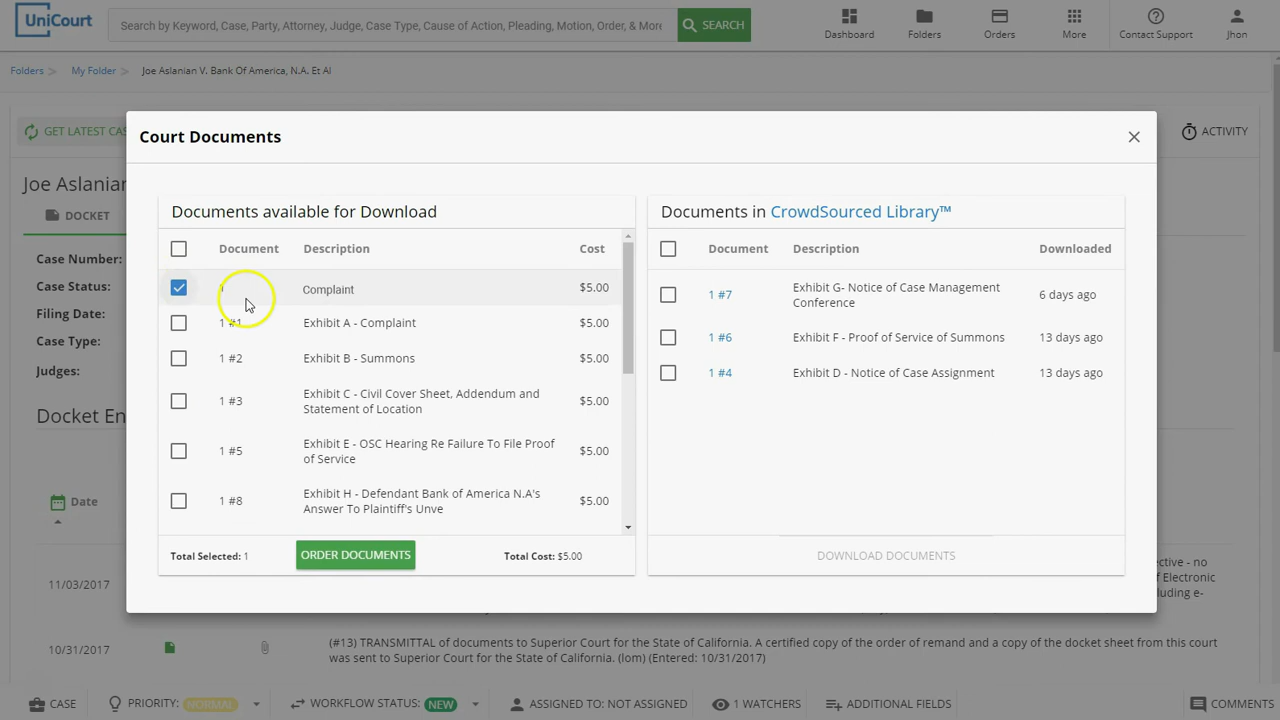 UniCourt
Search by Keyword, Case, Party, Attorney, Judge, Case Type, Cause of Action, Pleading, Motion, Order, & More
SEARCH
Dashboard
Folders
Orders
More
Contact Support
Jhon
Folders > My Folder > Joe Aslanian V. Bank Of America, N.A. Et Al
GET LATEST CAS
ACTIVITY
Joe Aslanian
DOCKET
Case Number:
Case Status:
Filing Date:
Case Type:
Judges:
Docket En
Date
11/03/2017
ective - no
of Electronic
cluding e-
10/31/2017
(#13) TRANSMITTAL of documents to Superior Court for the State of California. A certified copy of the order of remand and a copy of the docket sheet from this court
was sent to Superior Court for the State of California. (lom) (Entered: 10/31/2017)
Court Documents
Documents available for Download
Document Description Cost
1 Complaint $5.00
1 #1 Exhibit A - Complaint $5.00
1 #2 Exhibit B - Summons $5.00
1 #3 Exhibit C - Civil Cover Sheet, Addendum and
Statement of Location $5.00
1 #5 Exhibit E - OSC Hearing Re Failure To File Proof
of Service $5.00
1 #8 Exhibit H - Defendant Bank of America N.A's
Answer To Plaintiff's Unve $5.00
Total Selected: 1
ORDER DOCUMENTS
Total Cost: $5.00
Documents in CrowdSourced Library™
Document Description Downloaded
1 #7 Exhibit G- Notice of Case Management
Conference 6 days ago
1 #6 Exhibit F - Proof of Service of Summons 13 days ago
1 #4 Exhibit D - Notice of Case Assignment 13 days ago
DOWNLOAD DOCUMENTS
CASE
PRIORITY: NORMAL
WORKFLOW STATUS: NEW
ASSIGNED TO: NOT ASSIGNED
1 WATCHERS
ADDITIONAL FIELDS
COMMENTS